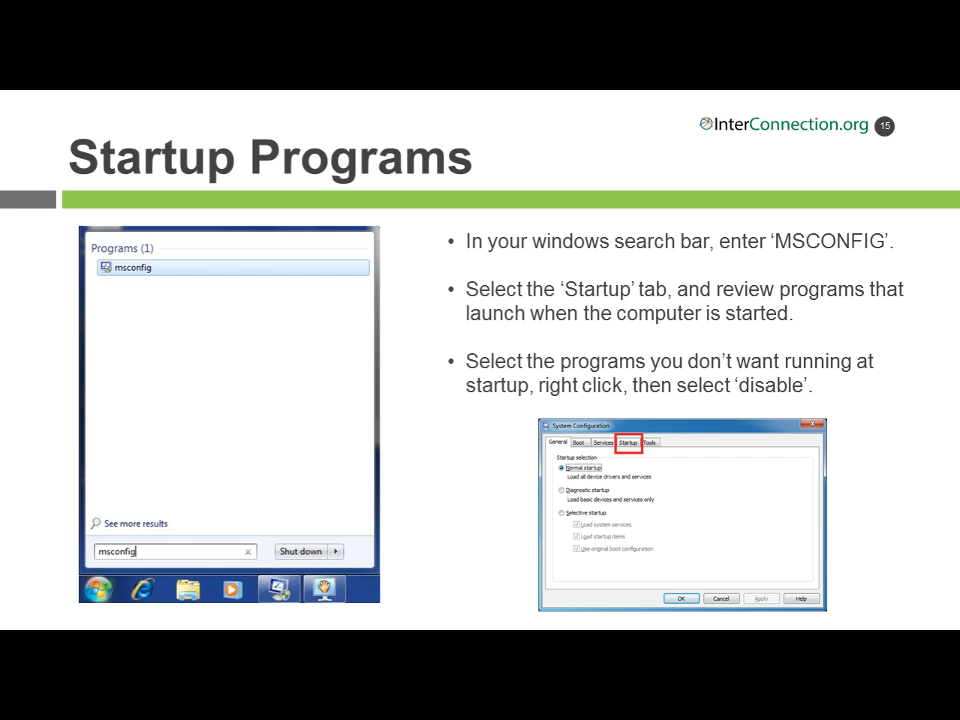 InterConnection.org 15
Startup Programs
Programs (1)
msconfig
See more results
msconfig
Shut down
• In your windows search bar, enter ‘MSCONFIG’.
• Select the ‘Startup’ tab, and review programs that
launch when the computer is started.
• Select the programs you don’t want running at
startup, right click, then select ‘disable’.
System Configuration
General Boot Services Startup Tools
Startup selection
Normal startup
Load all device drivers and services
Diagnostic startup
Load basic devices and services only
Selective startup
Load system services
Load startup items
Use original boot configuration
OK Cancel Apply Help